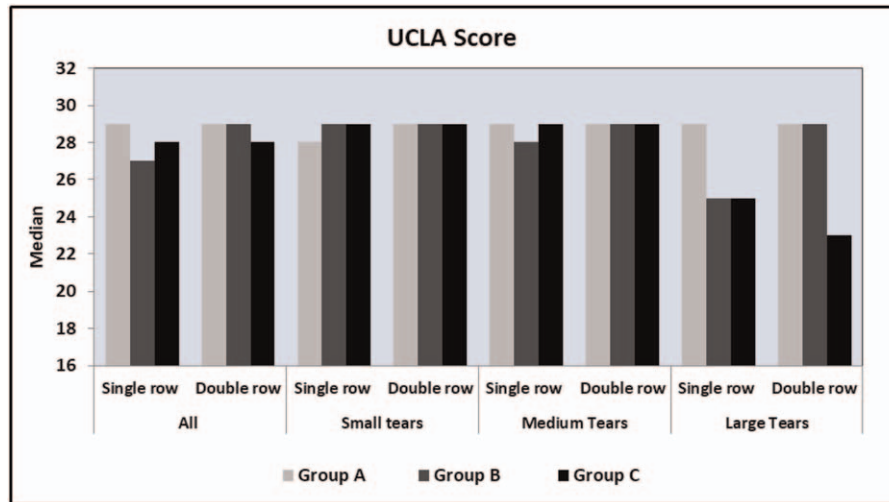 UCLA Score
32
30
28
26
24
22
20
18
16
Median
Single row Double row Single row Double row Single row Double row Single row Double row
All Small tears Medium Tears Large Tears
Group A Group B Group C